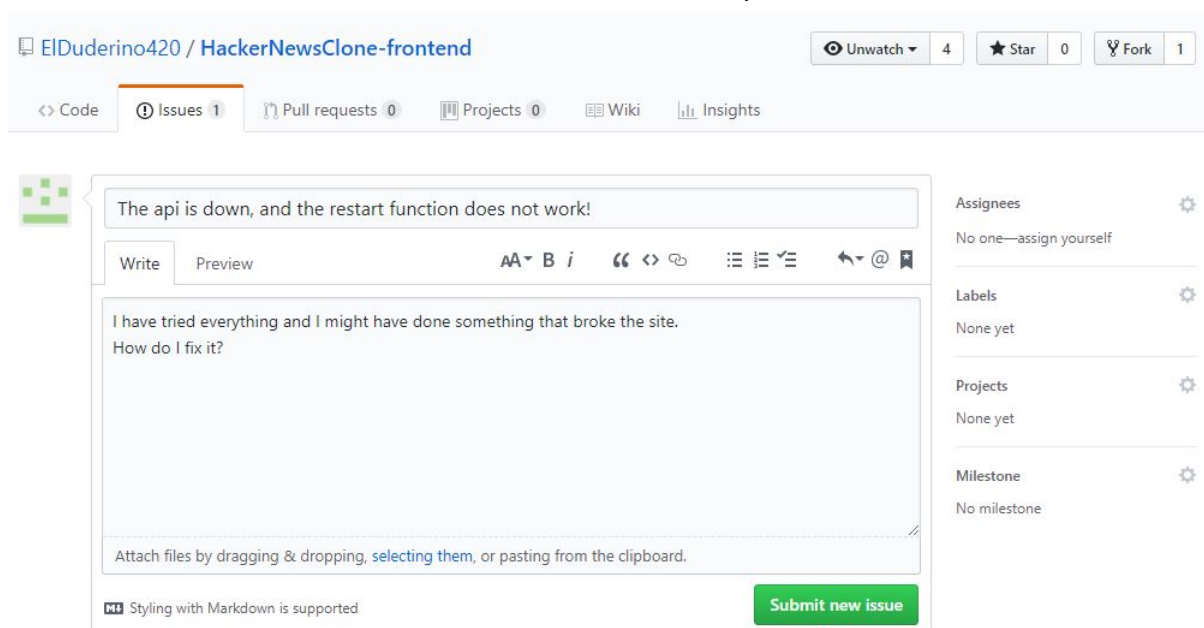 ElDuderino420 / HackerNewsClone-frontend
Unwatch 4 Star 0 Fork 1
Code Issues 1 Pull requests 0 Projects 0 Wiki Insights
The api is down, and the restart function does not work!
Write Preview AA B i
I have tried everything and I might have done something that broke the site.
How do I fix it?
Attach files by dragging & dropping, selecting them, or pasting from the clipboard.
Styling with Markdown is supported
Submit new issue
Assignees
No one—assign yourself
Labels
None yet
Projects
None yet
Milestone
No milestone